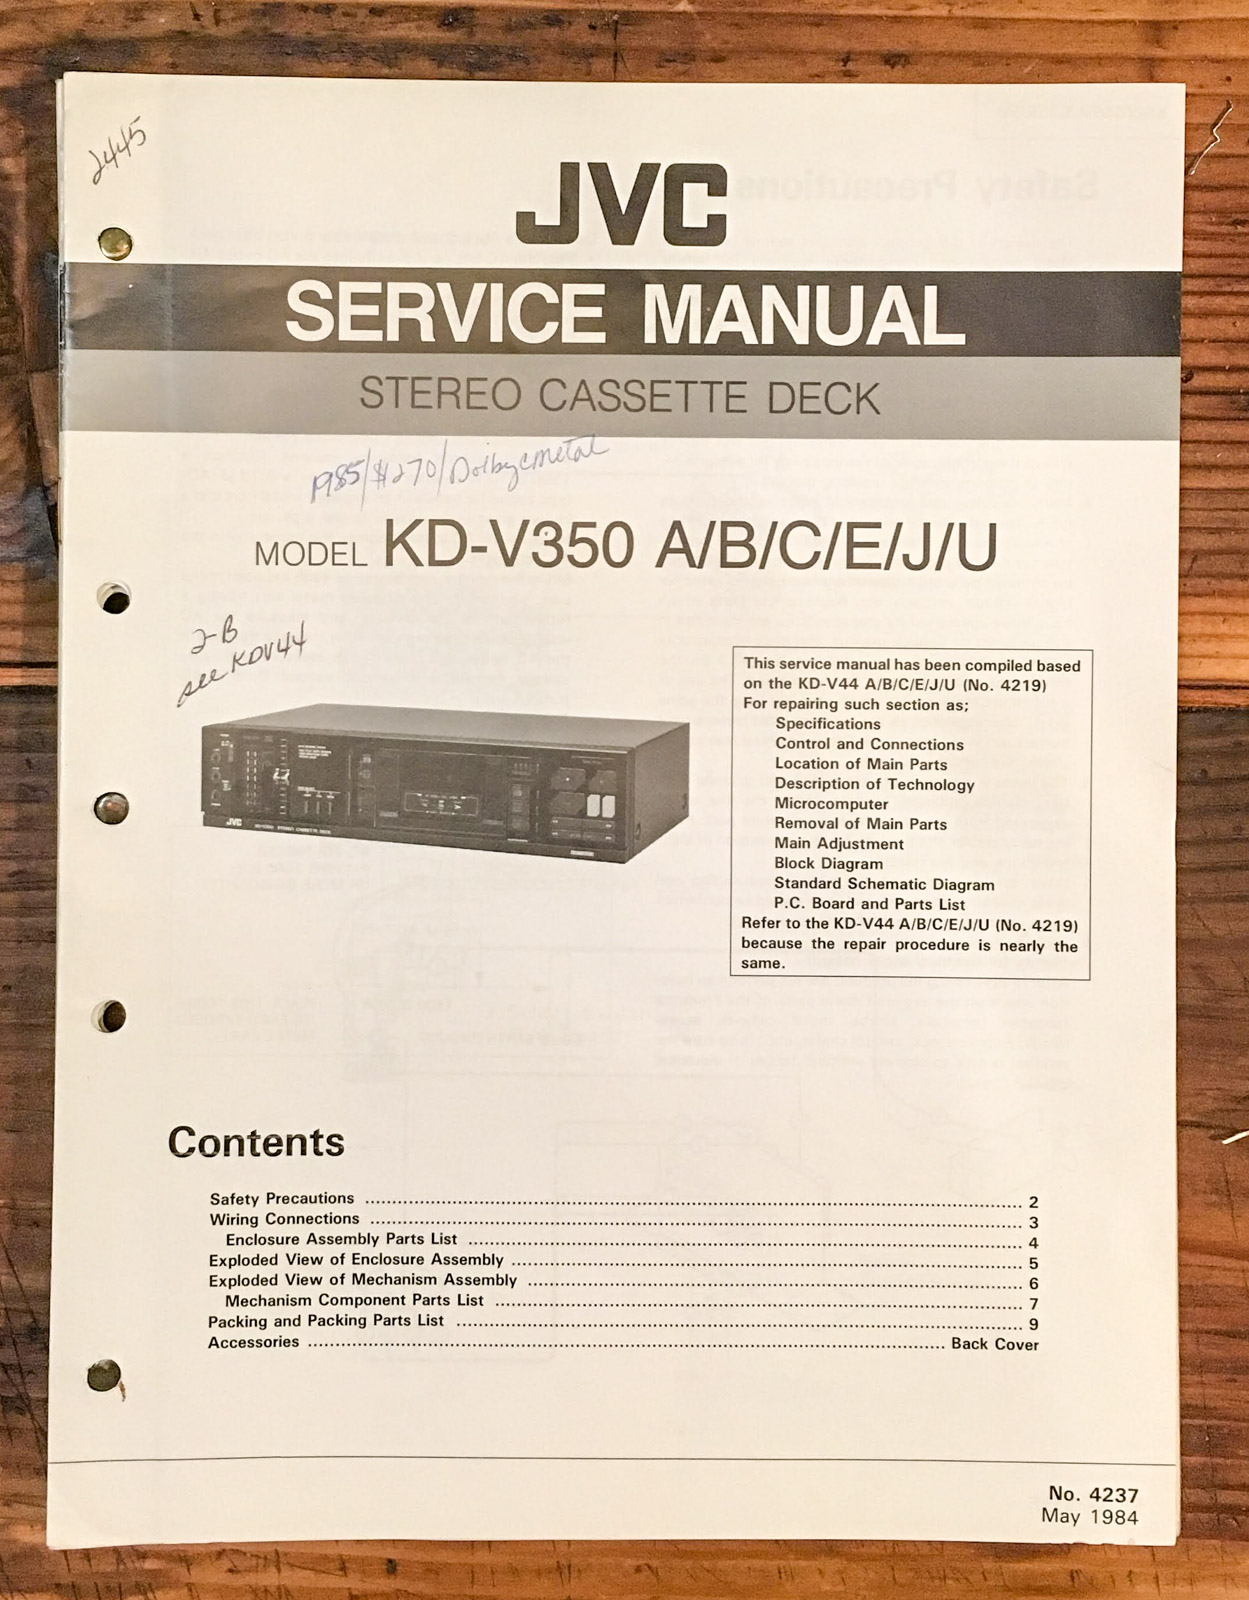 2445
JVC
SERVICE MANUAL
STEREO CASSETTE DECK
1985/$270/Dolby C metal
MODEL KD-V350 A/B/C/E/J/U
2-B
see KDV44
This service manual has been compiled based
on the KD-V44 A/B/C/E/J/U (No. 4219)
For repairing such section as;
Specifications
Control and Connections
Location of Main Parts
Description of Technology
Microcomputer
Removal of Main Parts
Main Adjustment
Block Diagram
Standard Schematic Diagram
P.C. Board and Parts List
Refer to the KD-V44 A/B/C/E/J/U (No. 4219)
because the repair procedure is nearly the
same.
JVC
STEREO CASSETTE DECK
Contents
Safety Precautions ........ 2
Wiring Connections ........ 3
Enclosure Assembly Parts List ........ 4
Exploded View of Enclosure Assembly ........ 5
Exploded View of Mechanism Assembly ........ 6
Mechanism Component Parts List ........ 7
Packing and Packing Parts List ........ 9
Accessories ........ Back Cover
No. 4237
May 1984